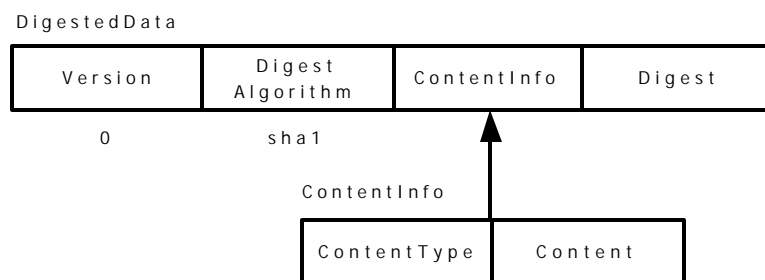 DigestedData
Version
Digest
Algorithm
ContentInfo
Digest
0
sha1
ContentInfo
ContentType
Content